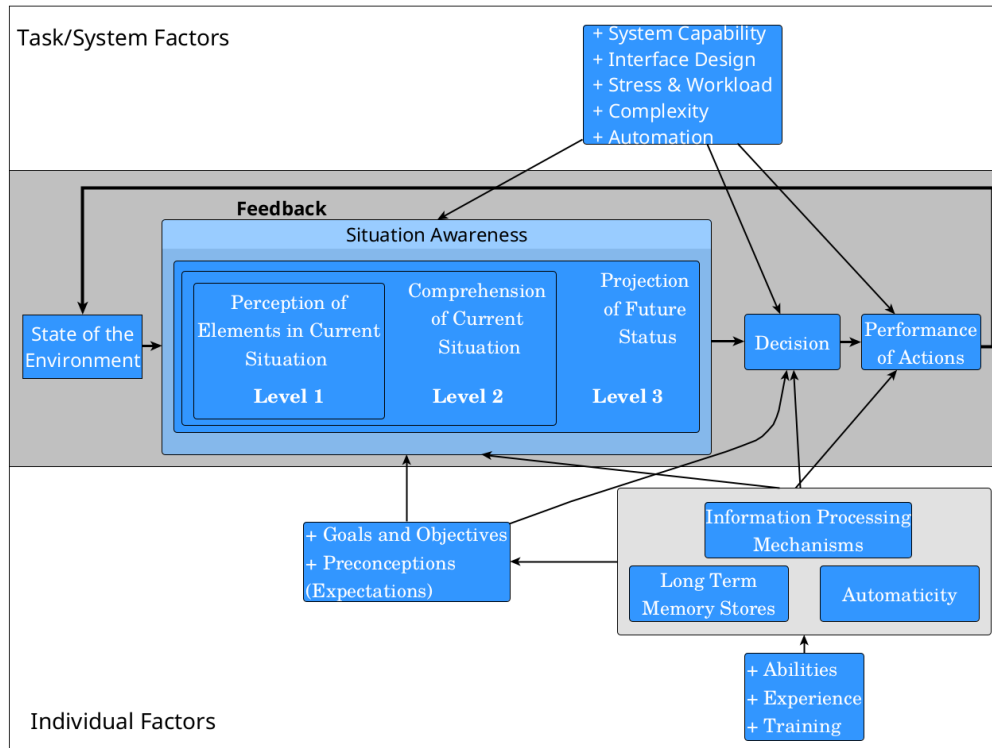 Task/System Factors
+ System Capability
+ Interface Design
+ Stress & Workload
+ Complexity
+ Automation
Feedback
Situation Awareness
Perception of
Elements in Current
Situation
Level 1
Comprehension
of Current
Situation
Level 2
Projection
of Future
Status
Level 3
State of the
Environment
Decision
Performance
of Actions
+ Goals and Objectives
+ Preconceptions
(Expectations)
Information Processing
Mechanisms
Long Term
Memory Stores
Automaticity
+ Abilities
+ Experience
+ Training
Individual Factors